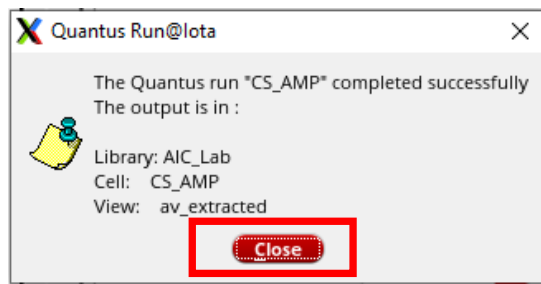 Quantus Run@Iota
The Quantus run "CS_AMP" completed successfully
The output is in :
Library: AIC_Lab
Cell: CS_AMP
View: av_extracted
Close